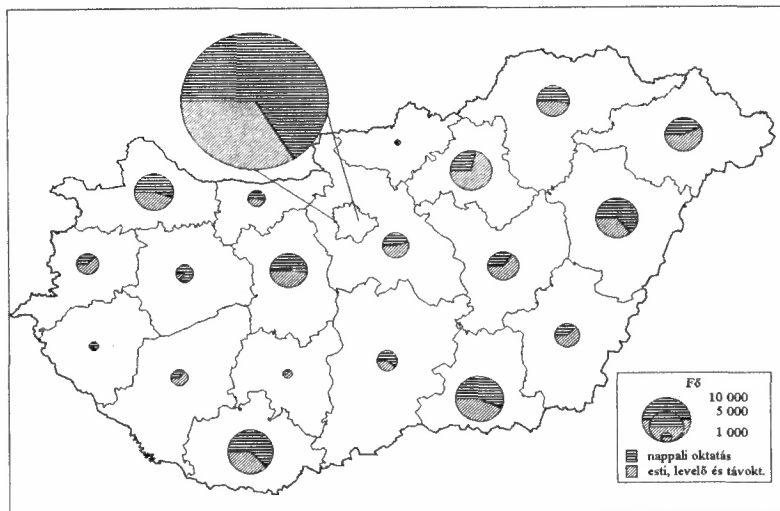 Fő
10 000
5 000
1 000
nappali oktatás
esti, levelő és távokt.